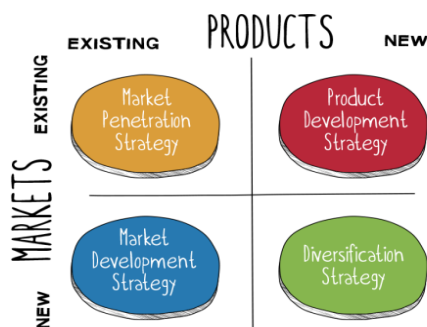 EXISTING PRODUCTS NEW
EXISTING
MARKETS
NEW
Market
Penetration
Strategy
Product
Development
Strategy
Market
Development
Strategy
Diversification
Strategy